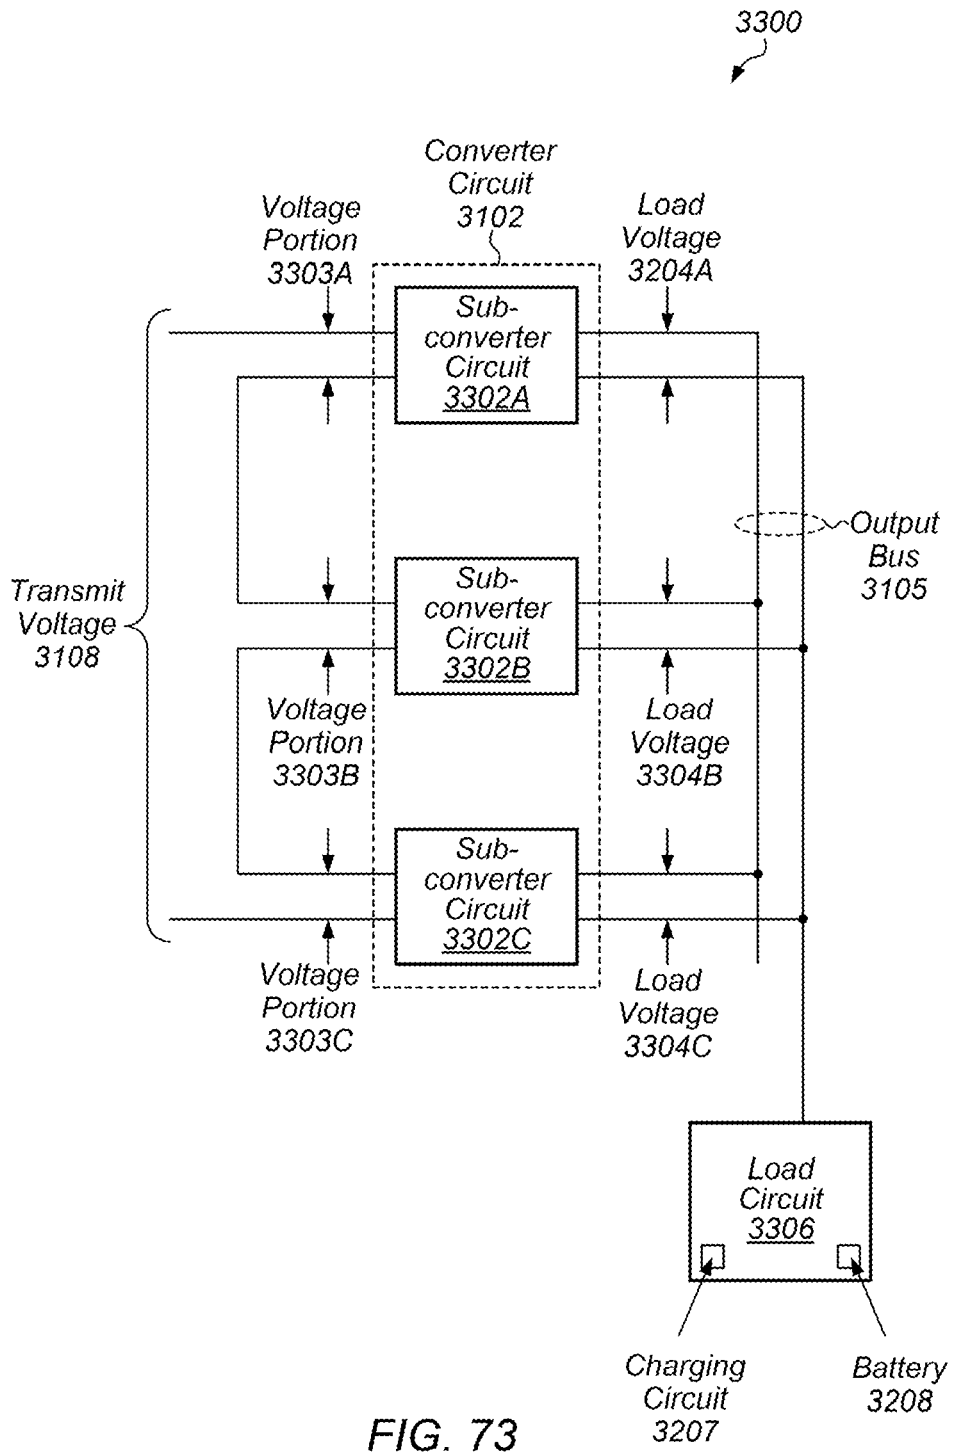 3300
Converter
Circuit
3102
Voltage
Portion
3303A
Load
Voltage
3204A
Sub-
converter
Circuit
3302A
Output
Bus
3105
Transmit
Voltage
3108
Sub-
converter
Circuit
3302B
Voltage
Portion
3303B
Load
Voltage
3304B
Sub-
converter
Circuit
3302C
Voltage
Portion
3303C
Load
Voltage
3304C
Load
Circuit
3306
Charging
Circuit
3207
Battery
3208
FIG. 73